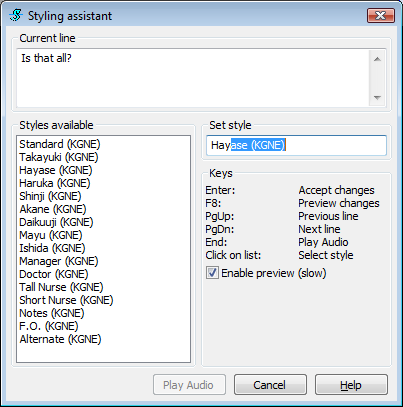 Styling assistant
Current line
Is that all?
Styles available
Standard (KGNE)
Takayuki (KGNE)
Hayase (KGNE)
Haruka (KGNE)
Shinji (KGNE)
Akane (KGNE)
Daikuuji (KGNE)
Mayu (KGNE)
Ishida (KGNE)
Manager (KGNE)
Doctor (KGNE)
Tall Nurse (KGNE)
Short Nurse (KGNE)
Notes (KGNE)
F.O. (KGNE)
Alternate (KGNE)
Set style
Hayase (KGNE)
Keys
Enter: Accept changes
F8: Preview changes
PgUp: Previous line
PgDn: Next line
End: Play Audio
Click on list: Select style
Enable preview (slow)
Play Audio
Cancel
Help